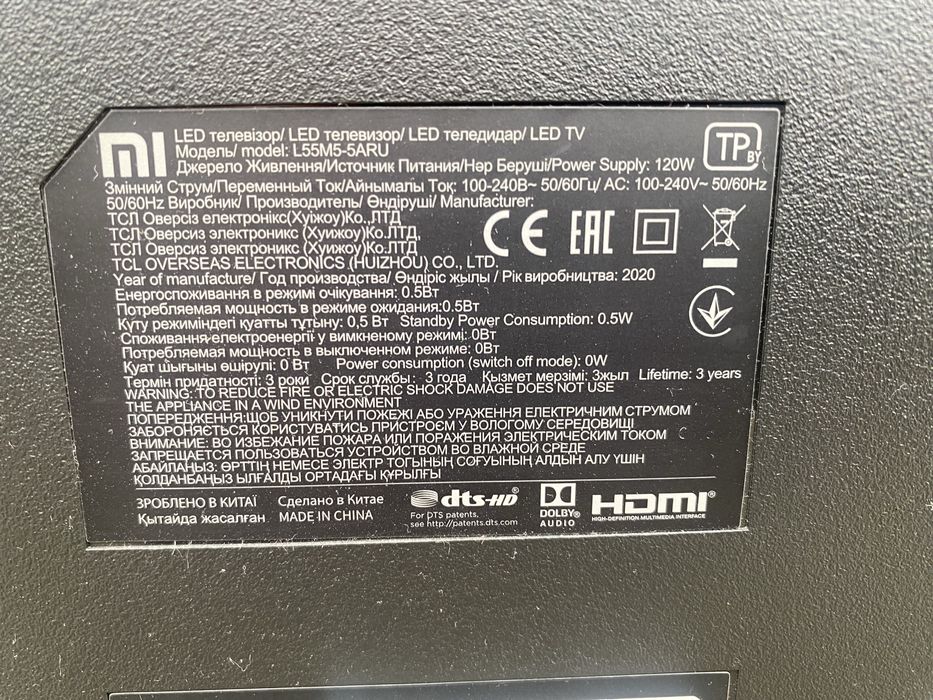 MI LED телевізор/ LED телевизор/ LED теледидар/ LED TV
Модель/ model: L55M5-5ARU
Джерело Живлення/Источник Питания/Нәр Беруші/Power Supply: 120W
TP BY
Змінний Струм/Переменный Ток/Айнымалы Ток: 100-240В~ 50/60Гц/ AC: 100-240V~ 50/60Hz
50/60Hz Виробник/ Производитель/ Өндіруші/ Manufacturer:
ТСЛ Оверсіз електронікс(Хуіжоу)Ко.ЛТД
ТСЛ Оверсиз электроникс (Хуижоу)Ко.ЛТД,
ТСЛ Оверсиз электроникс (Хуижоу)Ко.ЛТД
CE EAC
TCL OVERSEAS ELECTRONICS (HUIZHOU) CO., LTD.
Year of manufacture/ Год производства/ Өндіріс жылы / Рік виробництва: 2020
Енергоспоживання в режимі очікування: 0.5Вт
Потребляемая мощность в режиме ожидания:0.5Вт
Күту режиміндегі қуатты тұтыну: 0,5 Вт Standby Power Consumption: 0.5W
Споживання електроенергії у вимкненому режимі: 0Вт
Потребляемая мощность в выключенном режиме: 0Вт
Қуат шығыны өшірулі: 0 Вт Power consumption (switch off mode): 0W
Термін придатності: 3 роки Срок службы: 3 года Қызмет мерзімі: 3жыл Lifetime: 3 years
WARNING: TO REDUCE FIRE OR ELECTRIC SHOCK DAMAGE DOES NOT USE
THE APPLIANCE IN A WIND ENVIRONMENT
ПОПЕРЕДЖЕННЯ:ЩОБ УНИКНУТИ ПОЖЕЖІ АБО УРАЖЕННЯ ЕЛЕКТРИЧНИМ СТРУМОМ
ЗАБОРОНЯЄТЬСЯ КОРИСТУВАТИСЬ ПРИСТРОЄМ У ВОЛОГОМУ СЕРЕДОВИЩІ
ВНИМАНИЕ: ВО ИЗБЕЖАНИЕ ПОЖАРА ИЛИ ПОРАЖЕНИЯ ЭЛЕКТРИЧЕСКИМ ТОКОМ
ЗАПРЕЩАЕТСЯ ПОЛЬЗОВАТЬСЯ УСТРОЙСТВОМ ВО ВЛАЖНОЙ СРЕДЕ
АБАЙЛАҢЫЗ: ӨРТТІҢ НЕМЕСЕ ЭЛЕКТР ТОГЫНЫҢ СОҒУЫНЫҢ АЛДЫН АЛУ ҮШІН
ҚОЛДАНБАҢЫЗ ЫЛҒАЛДЫ ОРТАДАҒЫ ҚҰРЫЛҒЫ
ЗРОБЛЕНО В КИТАЇ Сделано в Китае
Қытайда жасалған MADE IN CHINA
dts-HD
For DTS patents,
see http://patents.dts.com
DOLBY®
AUDIO
HDMI®
HIGH-DEFINITION MULTIMEDIA INTERFACE